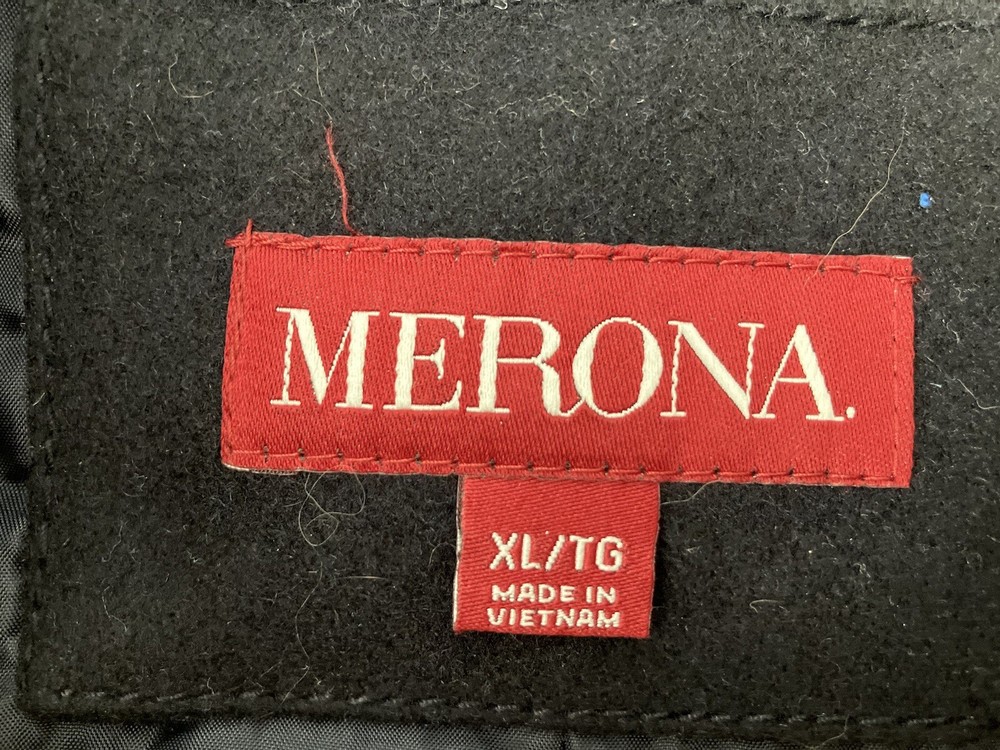 MERONA.
XL/TG
MADE IN
VIETNAM